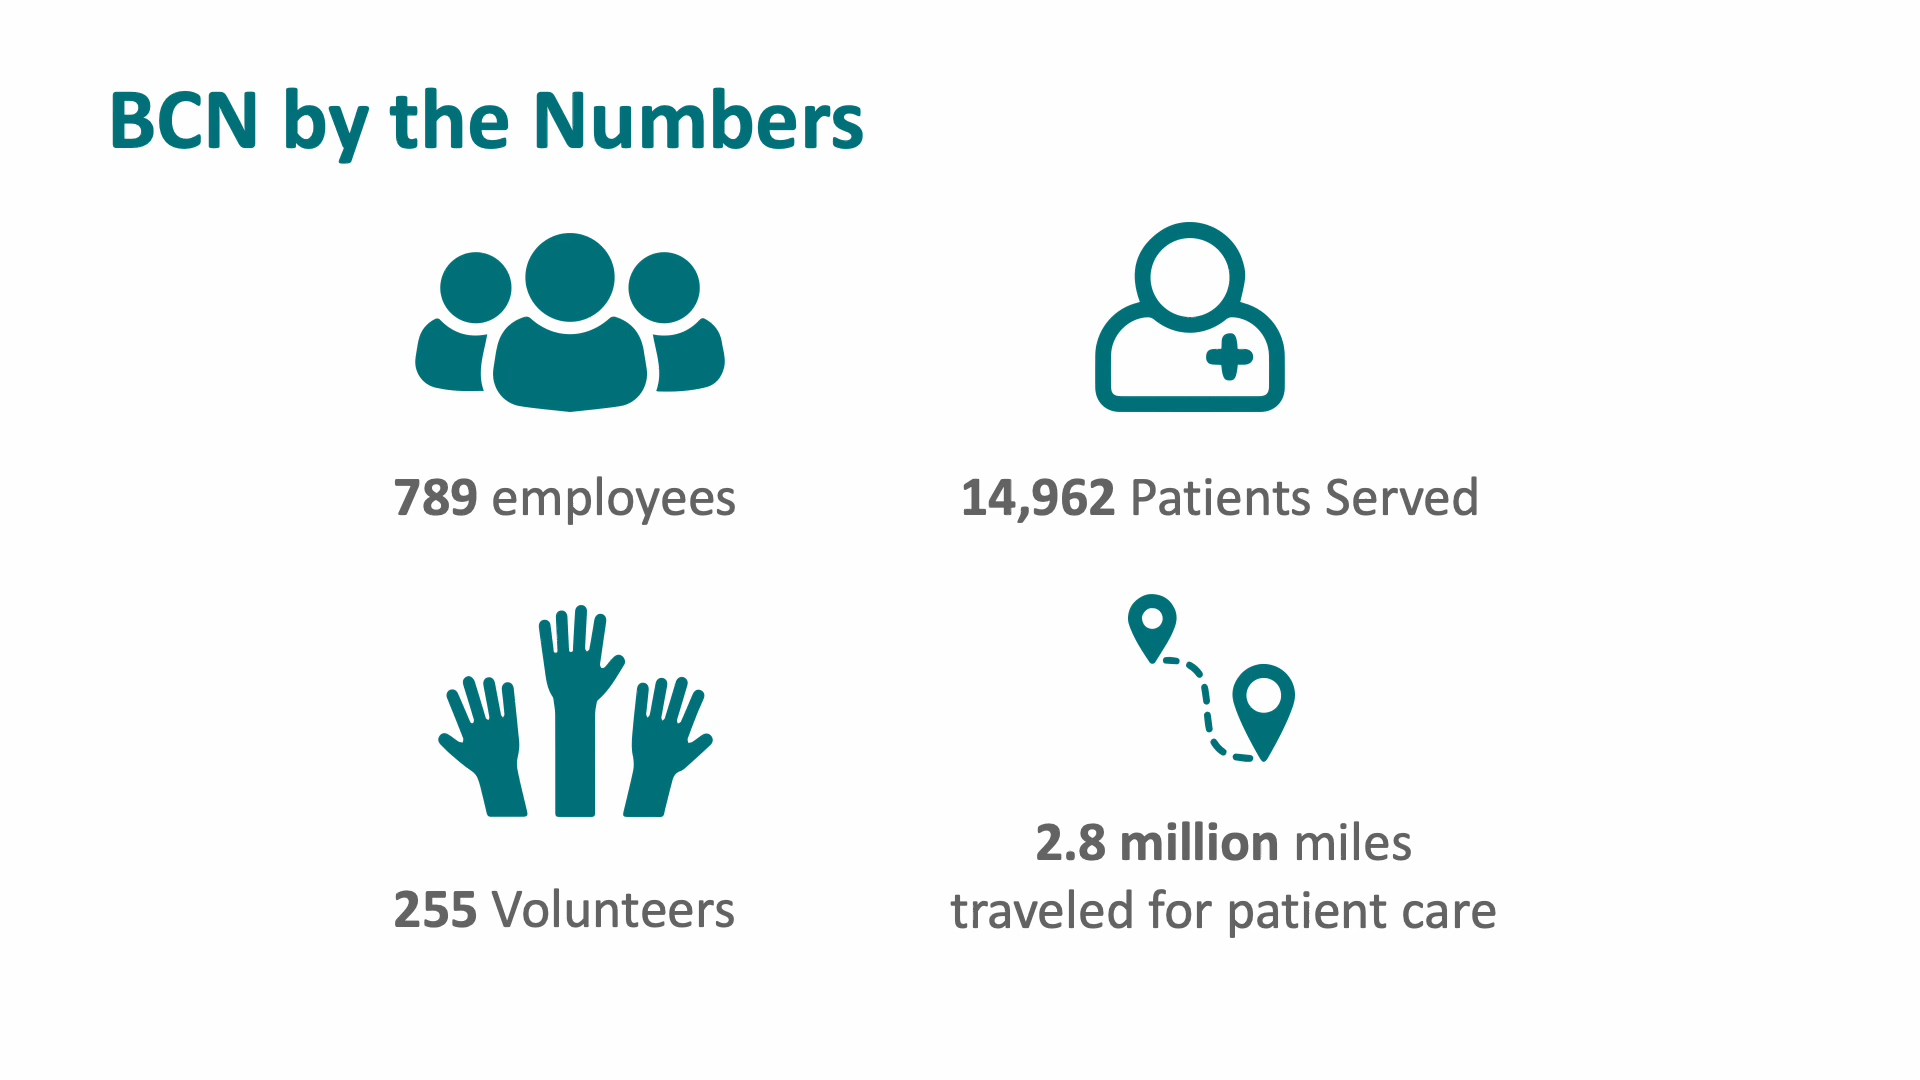 BCN by the Numbers
789 employees
14,962 Patients Served
255 Volunteers
2.8 million miles
traveled for patient care